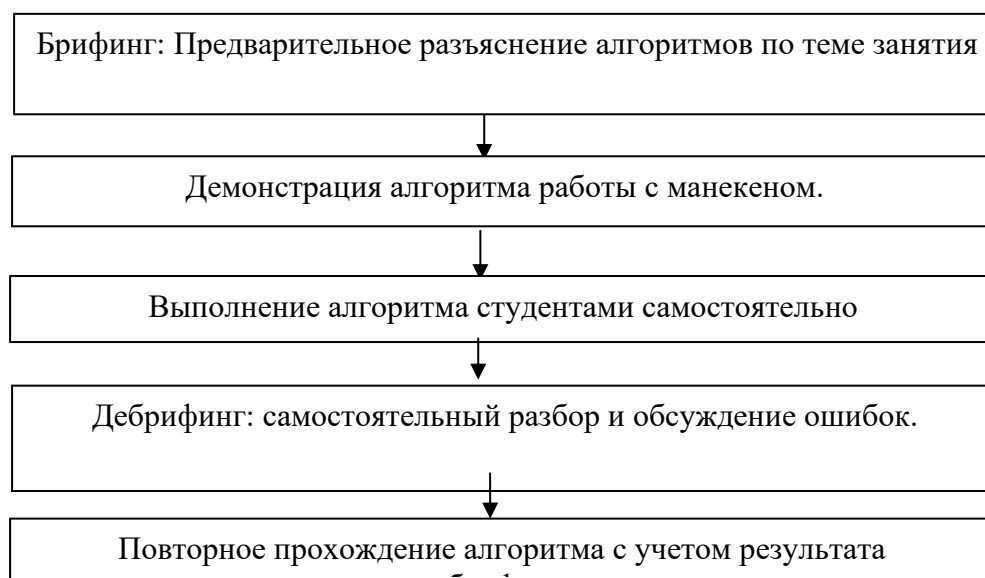 Брифинг: Предварительное разъяснение алгоритмов по теме занятия
Демонстрация алгоритма работы с манекеном.
Выполнение алгоритма студентами самостоятельно
Дебрифинг: самостоятельный разбор и обсуждение ошибок.
Повторное прохождение алгоритма с учетом результата